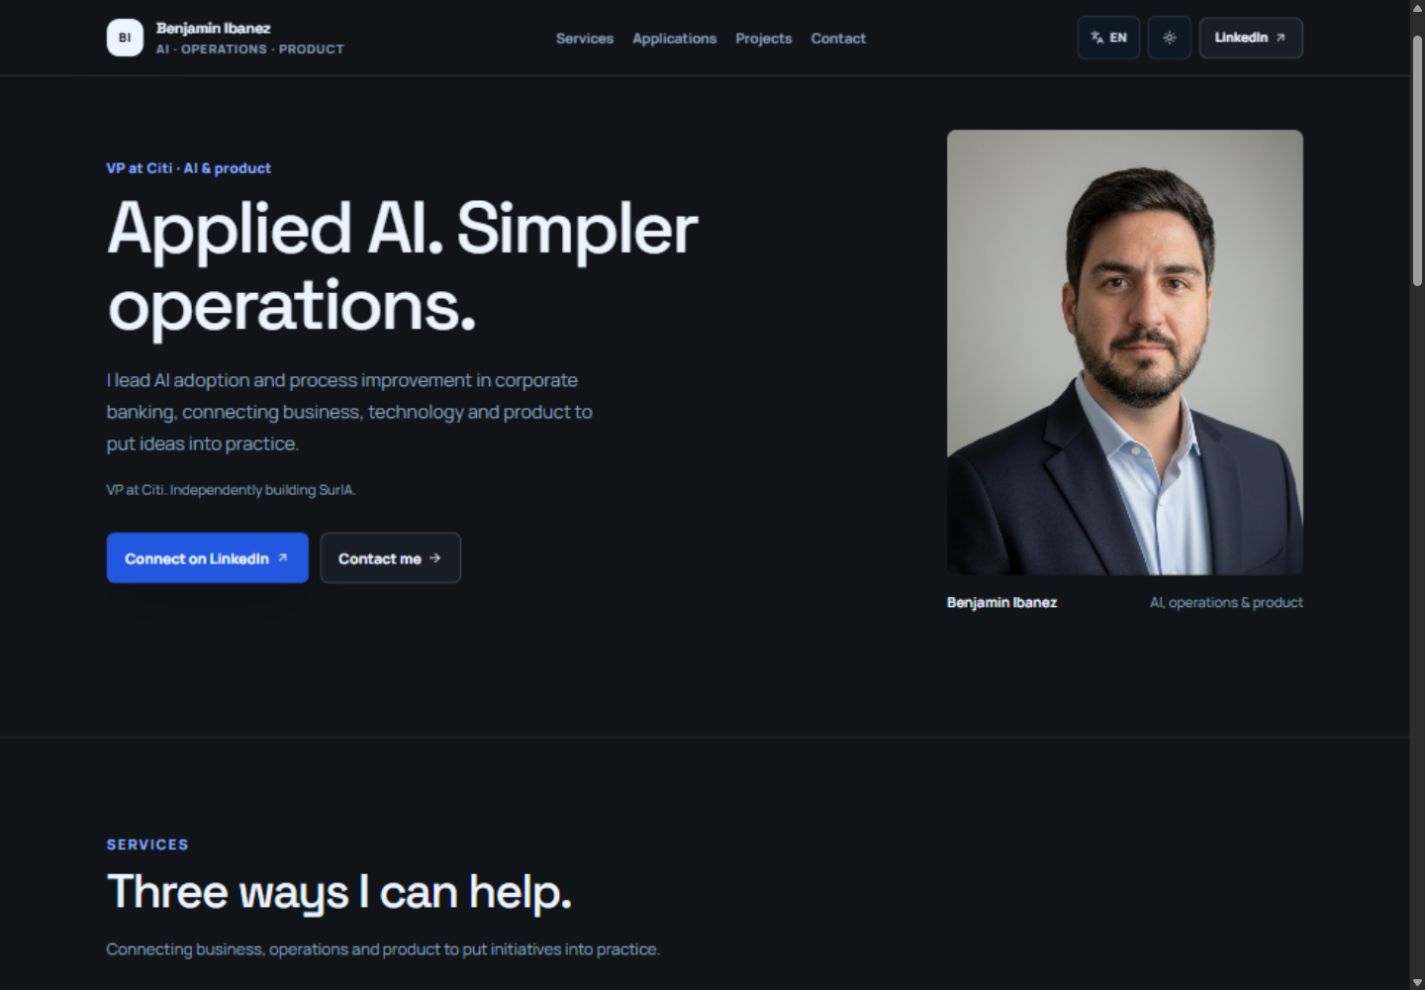 BI
Benjamin Ibanez
AI · OPERATIONS · PRODUCT
Services
Applications
Projects
Contact
EN
LinkedIn ↗
VP at Citi · AI & product
Applied AI. Simpler
operations.
I lead AI adoption and process improvement in corporate
banking, connecting business, technology and product to
put ideas into practice.
VP at Citi. Independently building SurIA.
Connect on LinkedIn ↗
Contact me →
Benjamin Ibanez
AI, operations & product
SERVICES
Three ways I can help.
Connecting business, operations and product to put initiatives into practice.